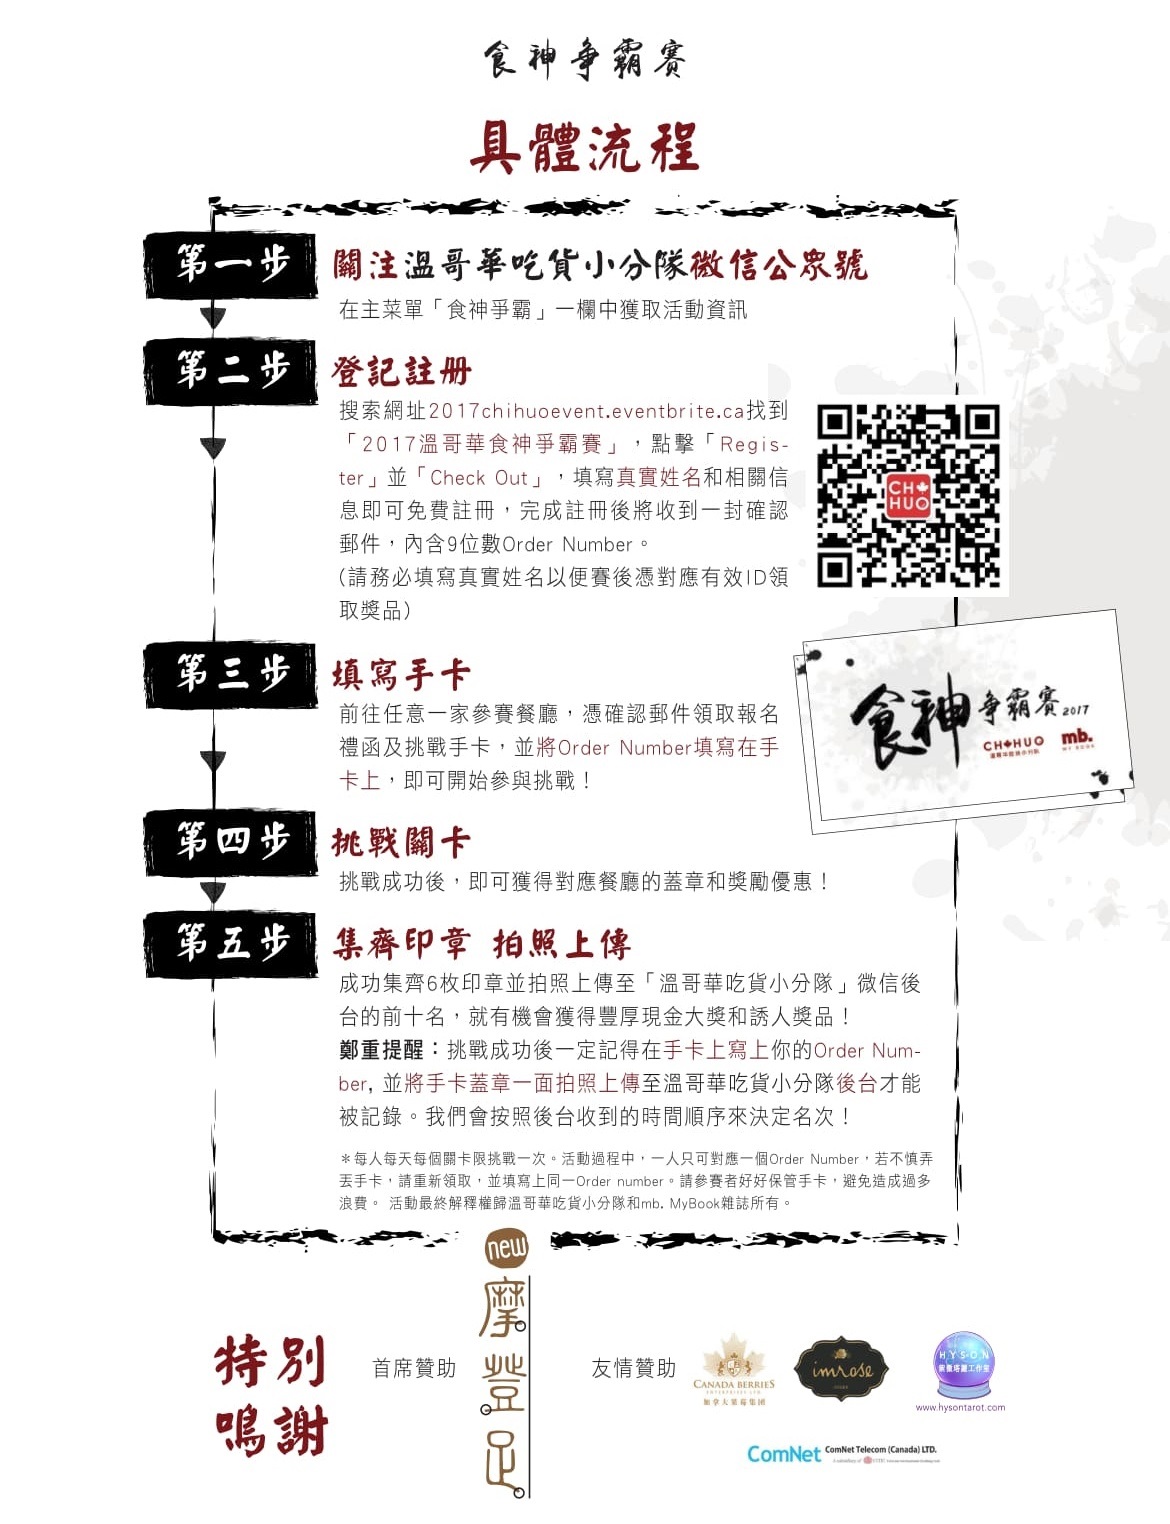 食神争霸賽
具體流程
第一步
關注溫哥華吃貨小分隊微信公眾號
在主菜單「食神爭霸」一欄中獲取活動資訊
第二步
登記註册
搜索網址2017chihuoevent.eventbrite.ca找到
「2017溫哥華食神爭霸賽」，點擊「Regis-
ter」並「Check Out」，填寫真實姓名和相關信
息即可免費註冊，完成註冊後將收到一封確認
郵件，內含9位數Order Number。
(請務必填寫真實姓名以便賽後憑對應有效ID領
取獎品)
CH HUO
第三步
填寫手卡
前往任意一家參賽餐廳，憑確認郵件領取報名
禮函及挑戰手卡，並將Order Number填寫在手
卡上，即可開始參與挑戰！
食神争霸賽2017
CH HUO
mb.
MY BOOK
第四步
挑戰關卡
挑戰成功後，即可獲得對應餐廳的蓋章和獎勵優惠！
第五步
集齊印章 拍照上傳
成功集齊6枚印章並拍照上傳至「溫哥華吃貨小分隊」微信後
台的前十名，就有機會獲得豐厚現金大獎和誘人獎品！
鄭重提醒：挑戰成功後一定記得在手卡上寫上你的Order Num-
ber, 並將手卡蓋章一面拍照上傳至溫哥華吃貨小分隊後台才能
被記錄。我們會按照後台收到的時間順序來決定名次！
＊每人每天每個關卡限挑戰一次。活動過程中，一人只可對應一個Order Number，若不慎弄
丟手卡，請重新領取，並填寫上同一Order number。請參賽者好好保管手卡，避免造成過多
浪費。 活動最終解釋權歸溫哥華吃貨小分隊和mb. MyBook雜誌所有。
特別
鳴謝
首席贊助
new
摩登足
友情贊助
CANADA BERRIES
ENTERPRISES LTD
加拿大菓莓集團
imrose
HYSON
紫微塔羅工作室
www.hysontarot.com
ComNet
ComNet Telecom (Canada) LTD.